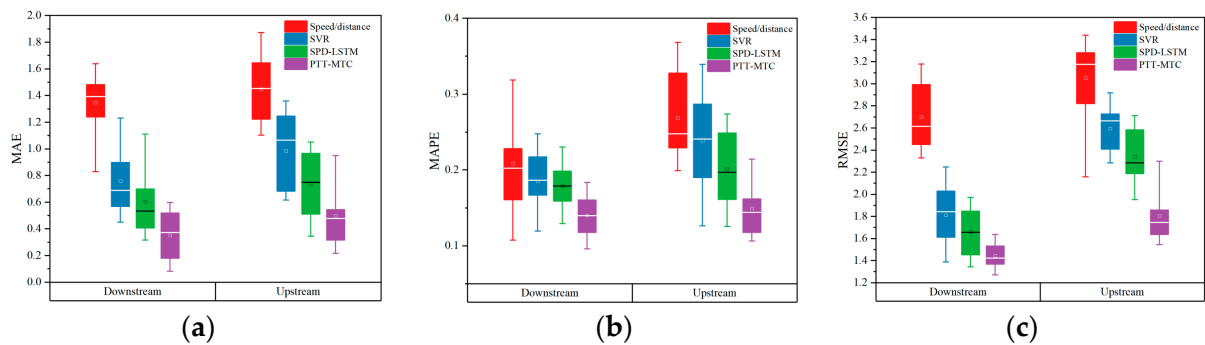 2.0
1.8
1.6
1.4
1.2
1.0
0.8
0.6
0.4
0.2
0.0
MAE
Speed/distance
SVR
SPD-LSTM
PTT-MTC
Downstream Upstream
(a)
0.4
0.3
0.2
0.1
MAPE
Speed/distance
SVR
SPD-LSTM
PTT-MTC
Downstream Upstream
(b)
3.6
3.4
3.2
3.0
2.8
2.6
2.4
2.2
2.0
1.8
1.6
1.4
1.2
RMSE
Speed/distance
SVR
SPD-LSTM
PTT-MTC
Downstream Upstream
(c)